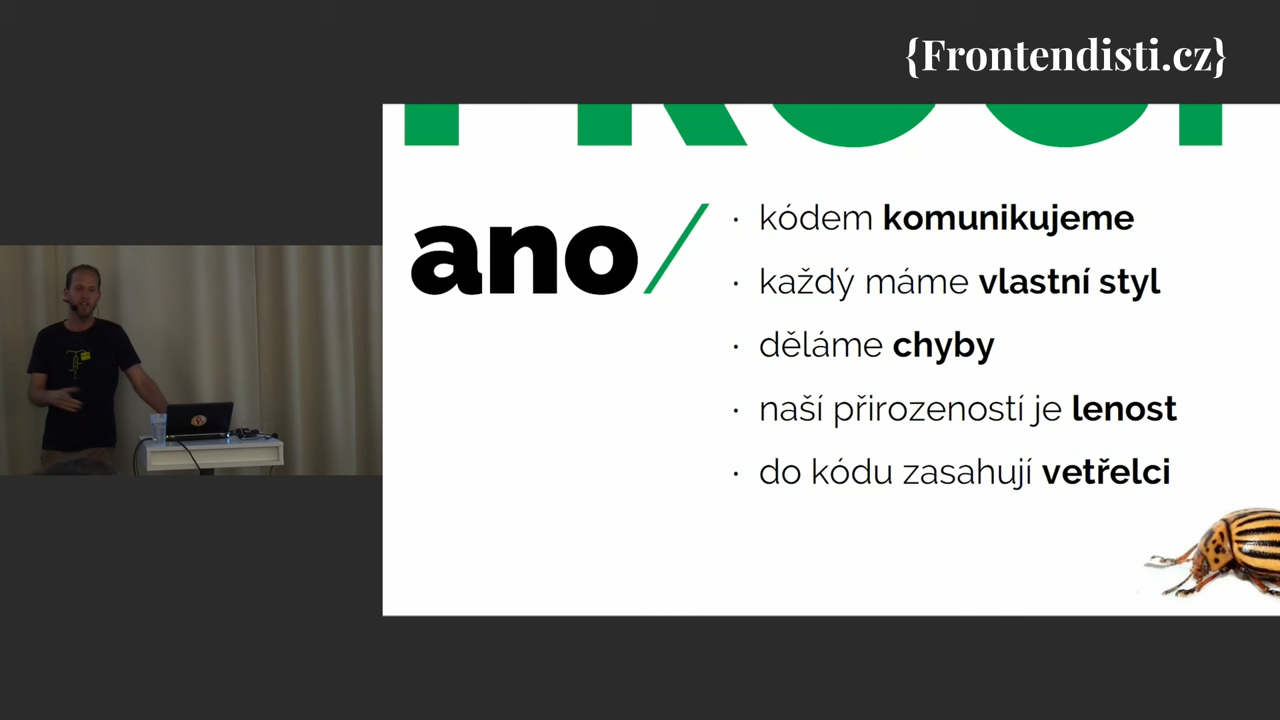 {Frontendisti.cz}
ano/
· kódem komunikujeme
· každý máme vlastní styl
· děláme chyby
· naší přirozeností je lenost
· do kódu zasahují vetřelci